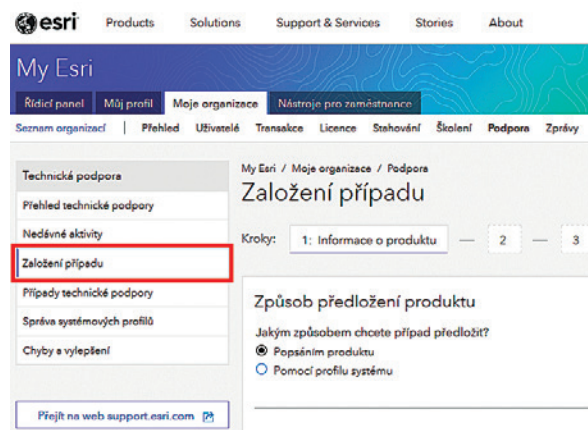 esri Products Solutions Support & Services Stories About
My Esri
Řídicí panel Můj profil Moje organizace Nástroje pro zaměstnance
Seznam organizací | Přehled Uživatelé Transakce Licence Stahování Školení Podpora Zprávy
Technická podpora
Přehled technické podpory
Nedávné aktivity
Založení případu
Případy technické podpory
Správa systémových profilů
Chyby a vylepšení
Přejít na web support.esri.com
My Esri / Moje organizace / Podpora
Založení případu
Kroky: 1: Informace o produktu — 2 — 3
Způsob předložení produktu
Jakým způsobem chcete případ předložit?
Popsáním produktu
Pomocí profilu systému